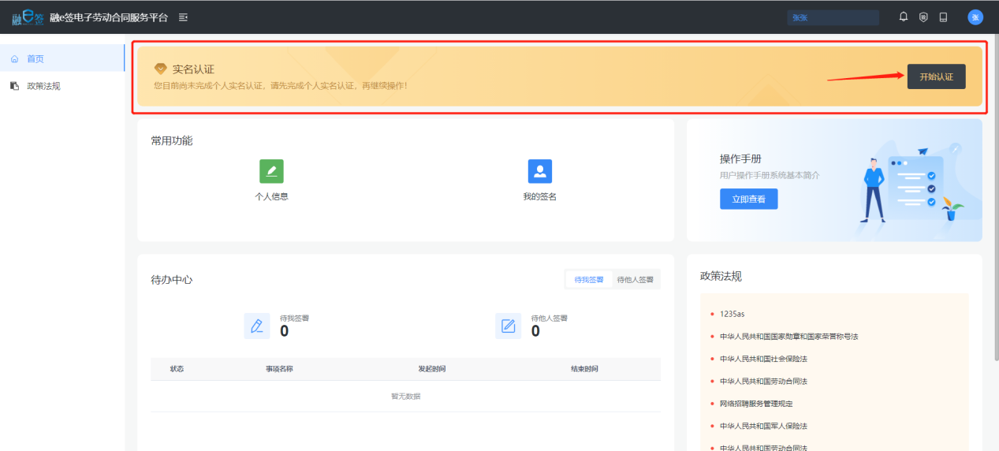 融e签 融e签电子劳动合同服务平台
张张
张
首页
政策法规
实名认证
您目前尚未完成个人实名认证，请先完成个人实名认证，再继续操作！
开始认证
常用功能
个人信息
我的签名
操作手册
用户操作手册系统基本简介
立即查看
待办中心
待我签署
待他人签署
待我签署
0
待他人签署
0
状态 事项名称 发起时间 结束时间
暂无数据
政策法规
1235as
中华人民共和国国家勋章和国家荣誉称号法
中华人民共和国社会保险法
中华人民共和国劳动合同法
网络招聘服务管理规定
中华人民共和国军人保险法
中华人民共和国劳动合同法